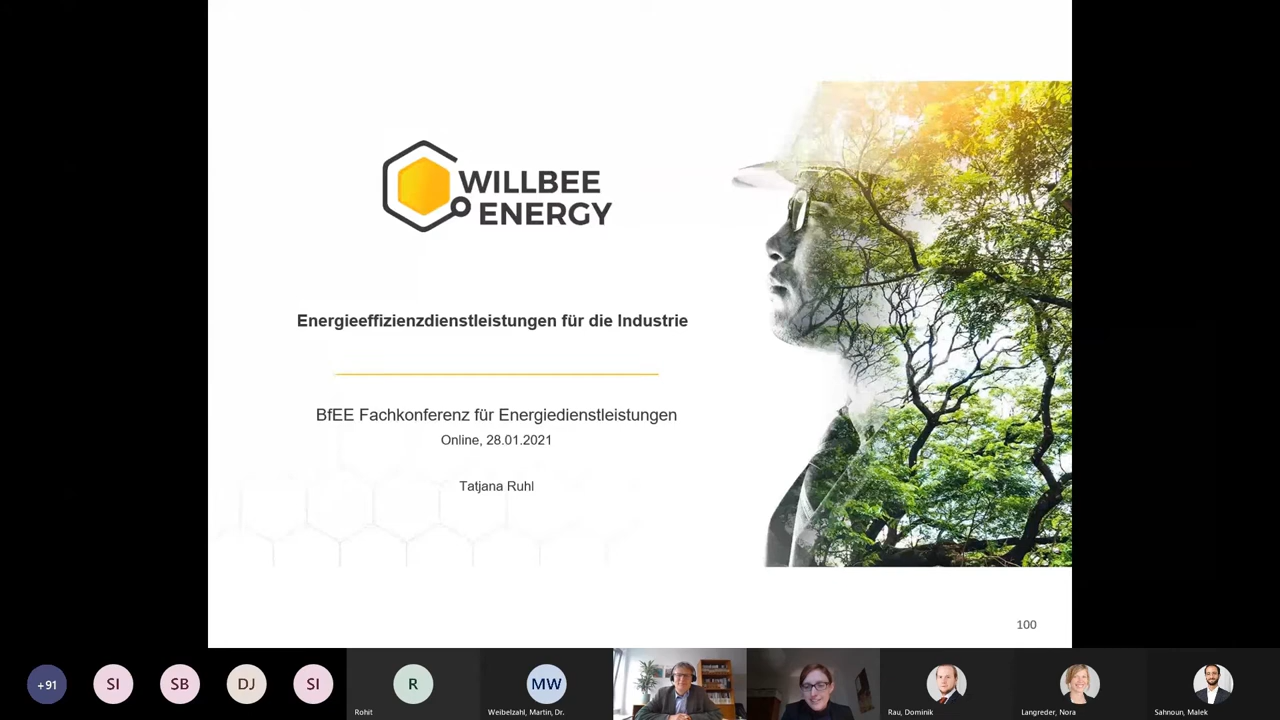 WILLBEE
ENERGY
Energieeffizienzdienstleistungen für die Industrie
BfEE Fachkonferenz für Energiedienstleistungen
Online, 28.01.2021
Tatjana Ruhl
100
+91
SI
SB
DJ
SI
R
MW
Rohit
Weibelzahl, Martin, Dr.
Rau, Dominik
Langreder, Nora
Sahnoun, Malek